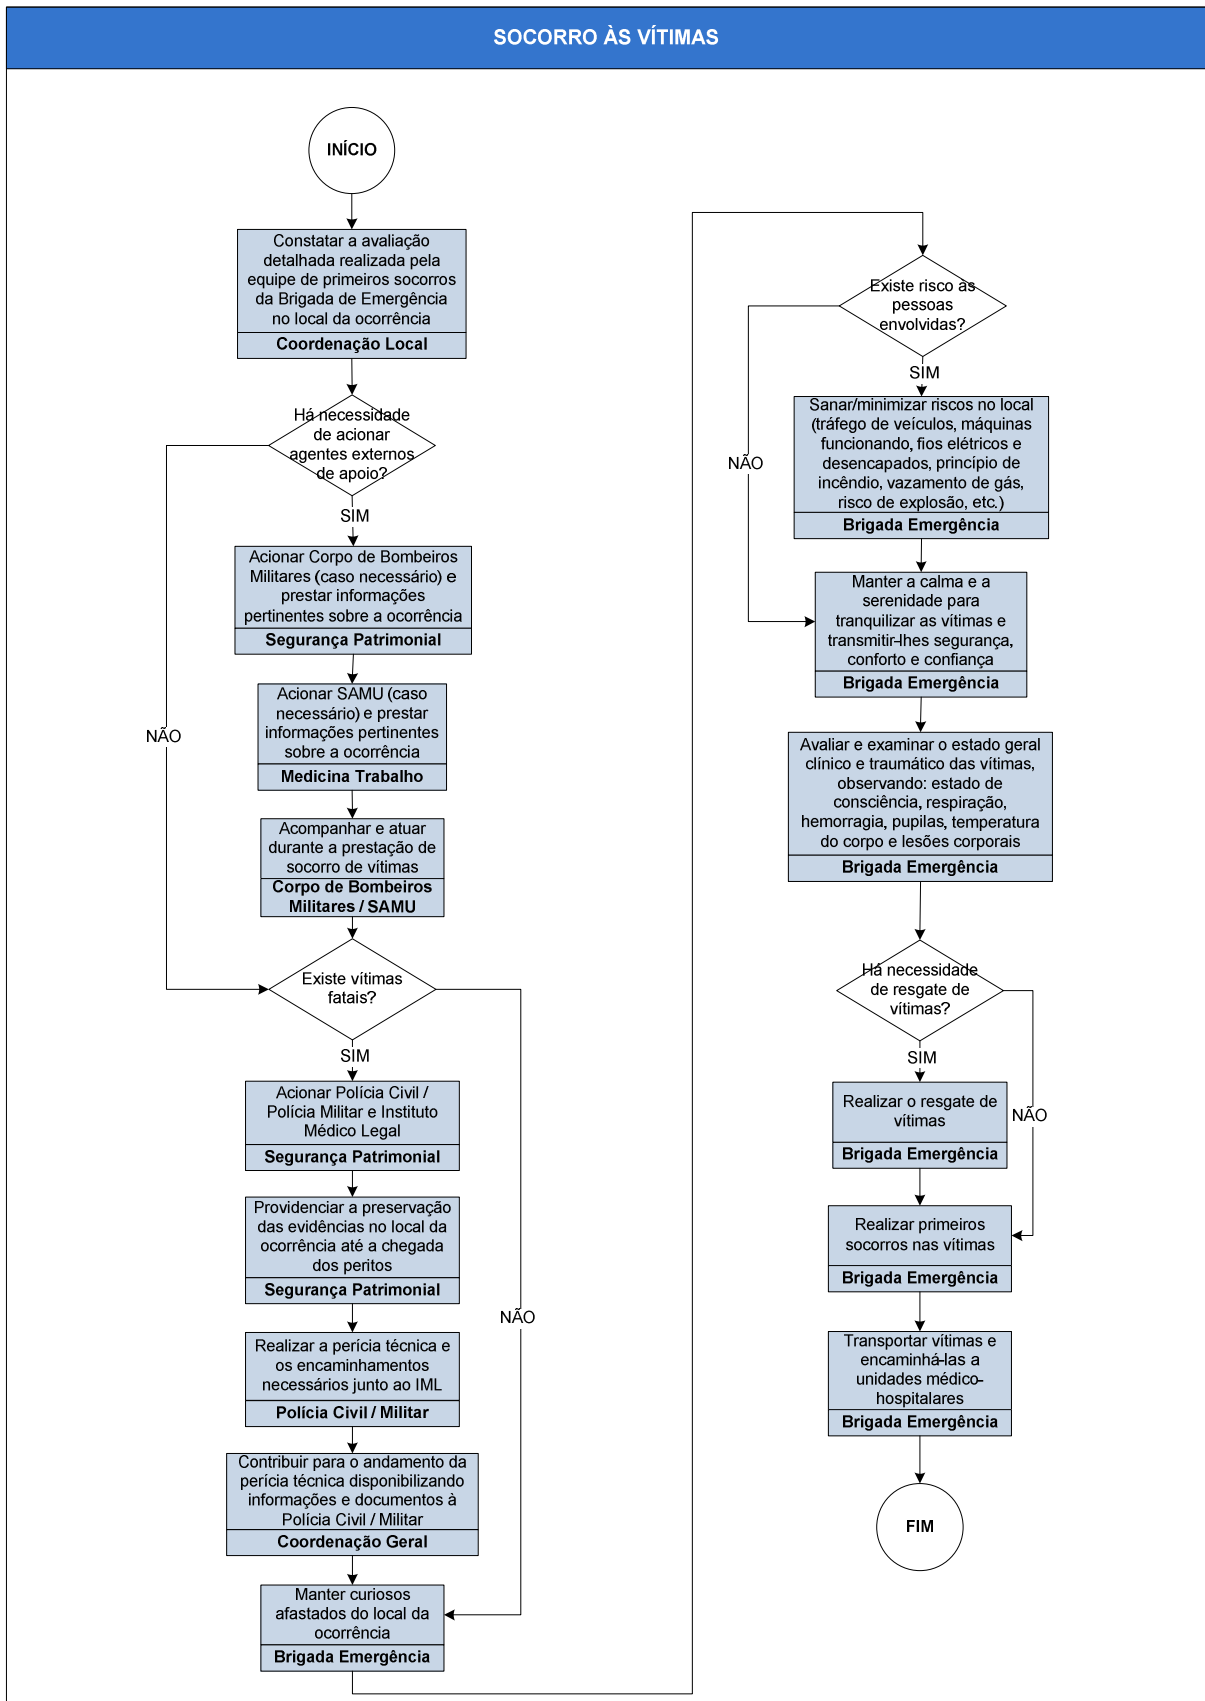 SOCORRO ÀS VÍTIMAS
INÍCIO
Constatar a avaliação
detalhada realizada pela
equipe de primeiros socorros
da Brigada de Emergência
no local da ocorrência
Coordenação Local
Há necessidade
de acionar
agentes externos
de apoio?
SIM
NÃO
Acionar Corpo de Bombeiros
Militares (caso necessário) e
prestar informações
pertinentes sobre a ocorrência
Segurança Patrimonial
Acionar SAMU (caso
necessário) e prestar
informações pertinentes
sobre a ocorrência
Medicina Trabalho
Acompanhar e atuar
durante a prestação de
socorro de vítimas
Corpo de Bombeiros
Militares / SAMU
Existe vítimas
fatais?
SIM
NÃO
Acionar Polícia Civil /
Polícia Militar e Instituto
Médico Legal
Segurança Patrimonial
Providenciar a preservação
das evidências no local da
ocorrência até a chegada
dos peritos
Segurança Patrimonial
Realizar a perícia técnica e
os encaminhamentos
necessários junto ao IML
Polícia Civil / Militar
Contribuir para o andamento da
perícia técnica disponibilizando
informações e documentos à
Polícia Civil / Militar
Coordenação Geral
Manter curiosos
afastados do local da
ocorrência
Brigada Emergência
Existe risco as
pessoas
envolvidas?
SIM
NÃO
Sanar/minimizar riscos no local
(tráfego de veículos, máquinas
funcionando, fios elétricos e
desencapados, princípio de
incêndio, vazamento de gás,
risco de explosão, etc.)
Brigada Emergência
Manter a calma e a
serenidade para
tranquilizar as vítimas e
transmitir-lhes segurança,
conforto e confiança
Brigada Emergência
Avaliar e examinar o estado geral
clínico e traumático das vítimas,
observando: estado de
consciência, respiração,
hemorragia, pupilas, temperatura
do corpo e lesões corporais
Brigada Emergência
Há necessidade
de resgate de
vítimas?
SIM
NÃO
Realizar o resgate de
vítimas
Brigada Emergência
Realizar primeiros
socorros nas vítimas
Brigada Emergência
Transportar vítimas e
encaminhá-las a
unidades médico-
hospitalares
Brigada Emergência
FIM